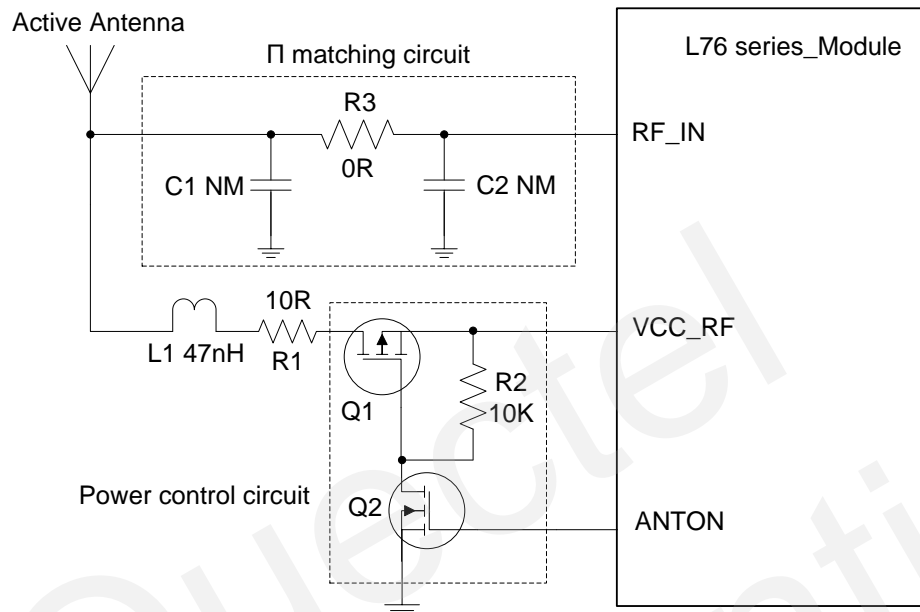 Active Antenna
Π matching circuit
L76 series_Module
R3
RF_IN
0R
C1 NM
C2 NM
10R
VCC_RF
L1 47nH
R1
R2
10K
Q1
Power control circuit
Q2
ANTON
Quectel